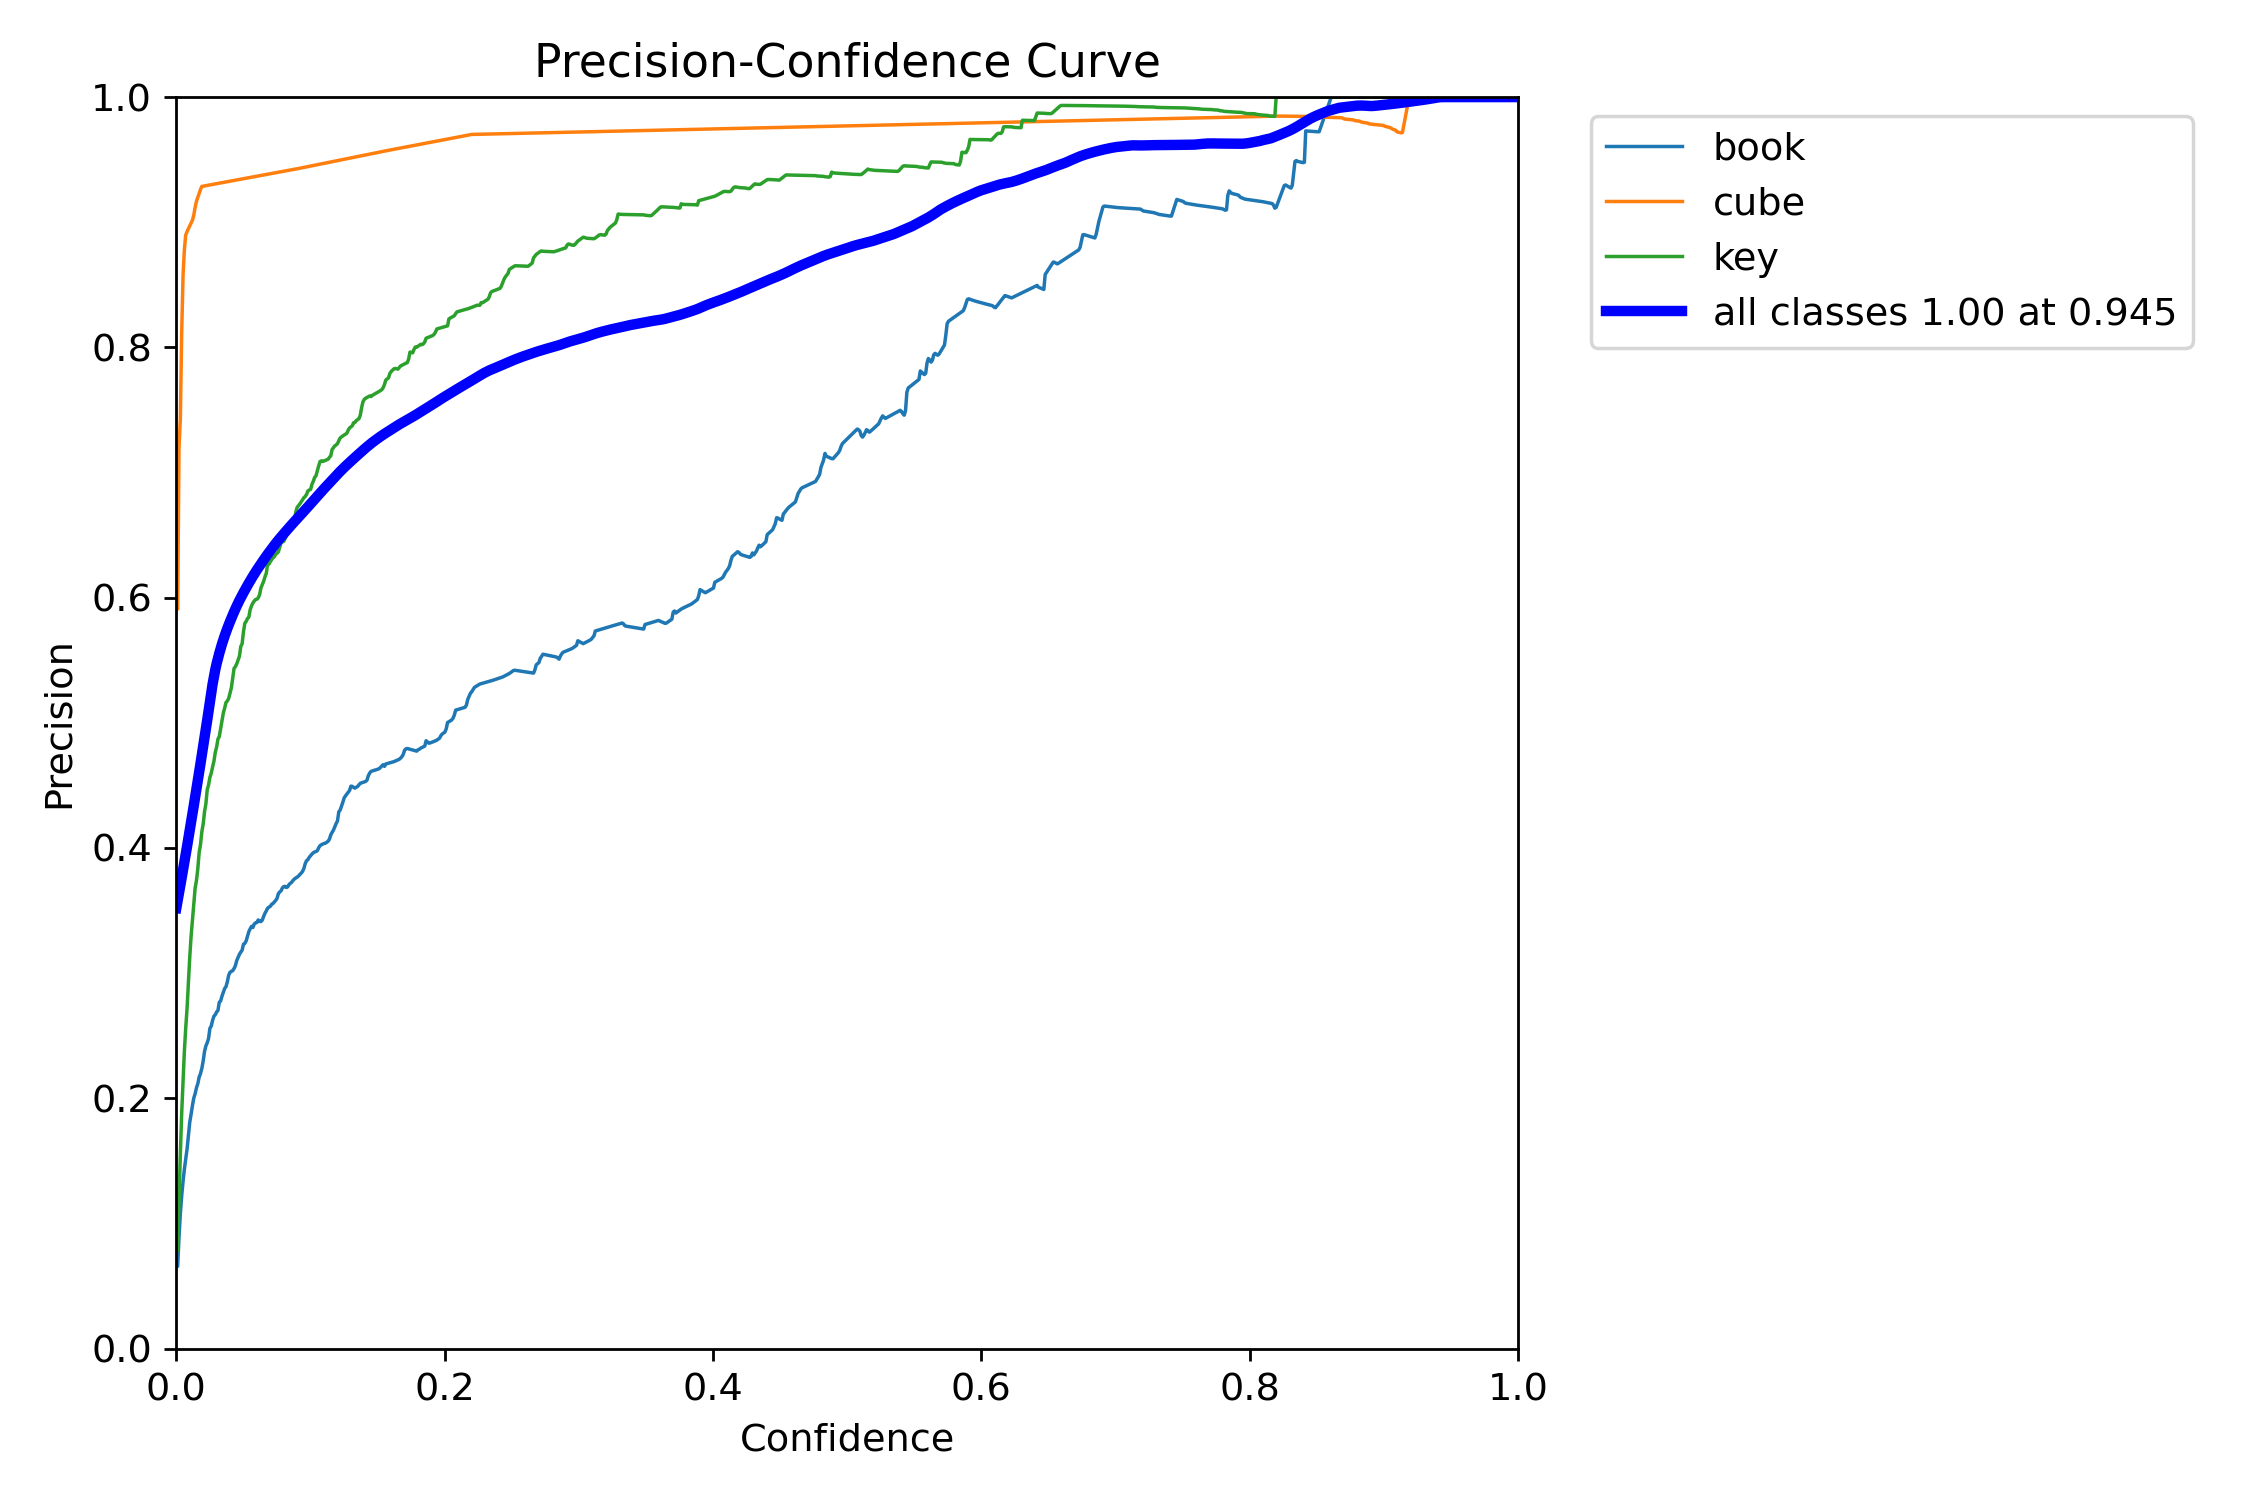 Precision-Confidence Curve
1.0
0.8
0.6
0.4
0.2
0.0
Precision
0.0 0.2 0.4 0.6 0.8 1.0
Confidence
book
cube
key
all classes 1.00 at 0.945